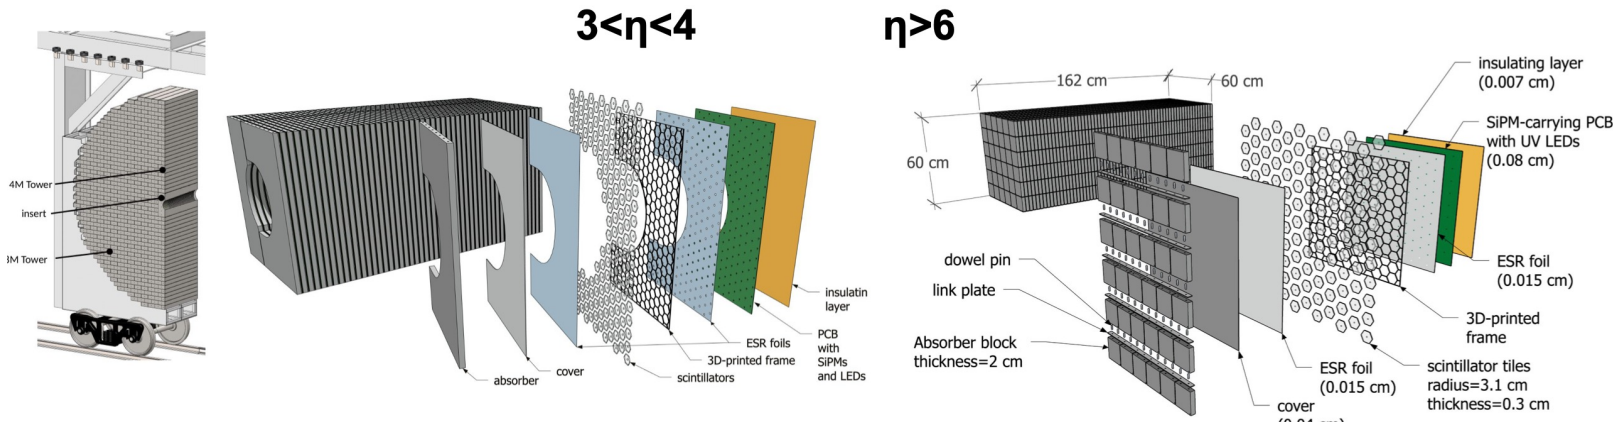 3<η<4
η>6
4M Tower
insert
Tower
absorber
cover
ESR foils
3D-printed frame
scintillators
PCB
with
SiPMs
and LEDs
insulatin
layer
162 cm
60 cm
60 cm
dowel pin
link plate
Absorber block
thickness=2 cm
insulating layer
(0.007 cm)
SiPM-carrying PCB
with UV LEDs
(0.08 cm)
ESR foil
(0.015 cm)
3D-printed
frame
scintillator tiles
radius=3.1 cm
thickness=0.3 cm
ESR foil
(0.015 cm)
cover